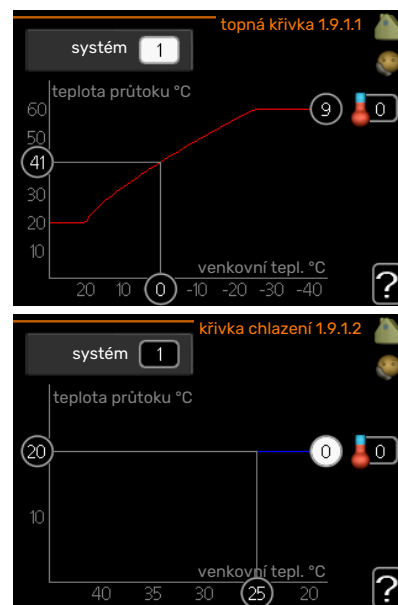 topná křivka 1.9.1.1
systém 1
teplota průtoku °C
60
9
0
50
41
30
20
10
venkovní tepl. °C
20 10 0 -10 -20 -30 -40
?
křivka chlazení 1.9.1.2
systém 1
teplota průtoku °C
20
0
0
10
venkovní tepl. °C
40 35 30 25 20
?